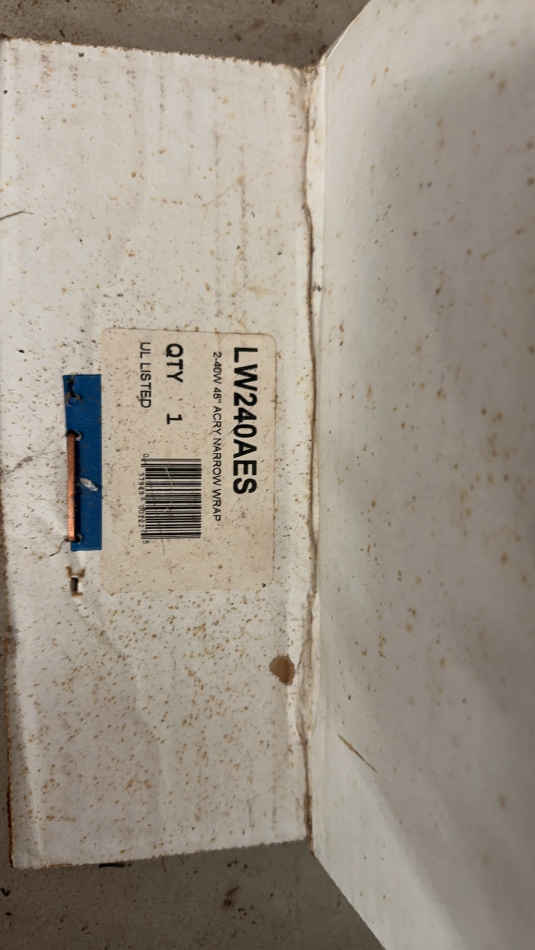 LW240AES
2-40W 48" ACRY NARROW WRAP
QTY 1
UL LISTED